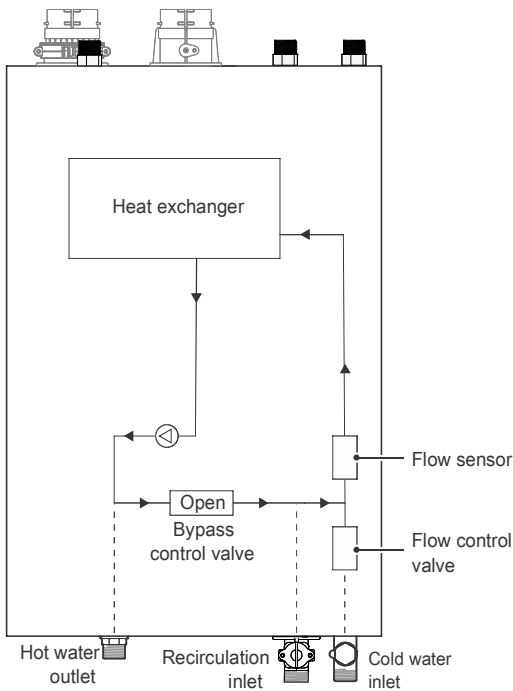 Heat exchanger
Flow sensor
Open
Bypass
control valve
Flow control
valve
Hot water
outlet
Recirculation
inlet
Cold water
inlet